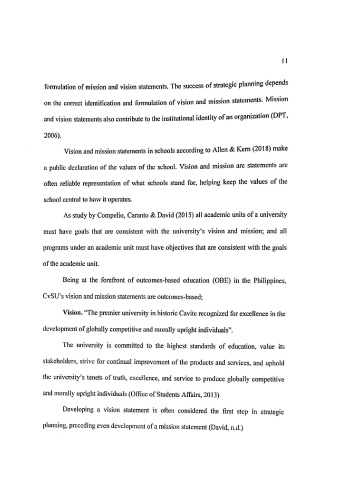 11
formulation of mission and vision statements. The success of strategic planning depends
on the correct identification and formulation of vision and mission statements. Mission
and vision statements also contribute to the institutional identity of an organization (DPT,
2006).
Vision and mission statements in schools according to Allen & Kern (2018) make
a public declaration of the values of the school. Vision and mission are statements are
often reliable representation of what schools stand for, helping keep the values of the
school central to how it operates.
As study by Compelio, Caranto & David (2015) all academic units of a university
must have goals that are consistent with the university's vision and mission; and all
programs under an academic unit must have objectives that are consistent with the goals
of the academic unit.
Being at the forefront of outcomes-based education (OBE) in the Philippines,
CvSU's vision and mission statements are outcomes-based;
Vision. "The premier university in historic Cavite recognized for excellence in the
development of globally competitive and morally upright individuals".
The university is committed to the highest standards of education, value its
stakeholders, strive for continual improvement of the products and services, and uphold
the university's tenets of truth, excellence, and service to produce globally competitive
and morally upright individuals (Office of Students Affairs, 2013)
Developing a vision statement is often considered the first step in strategic
planning, preceding even development of a mission statement (David, n.d.)